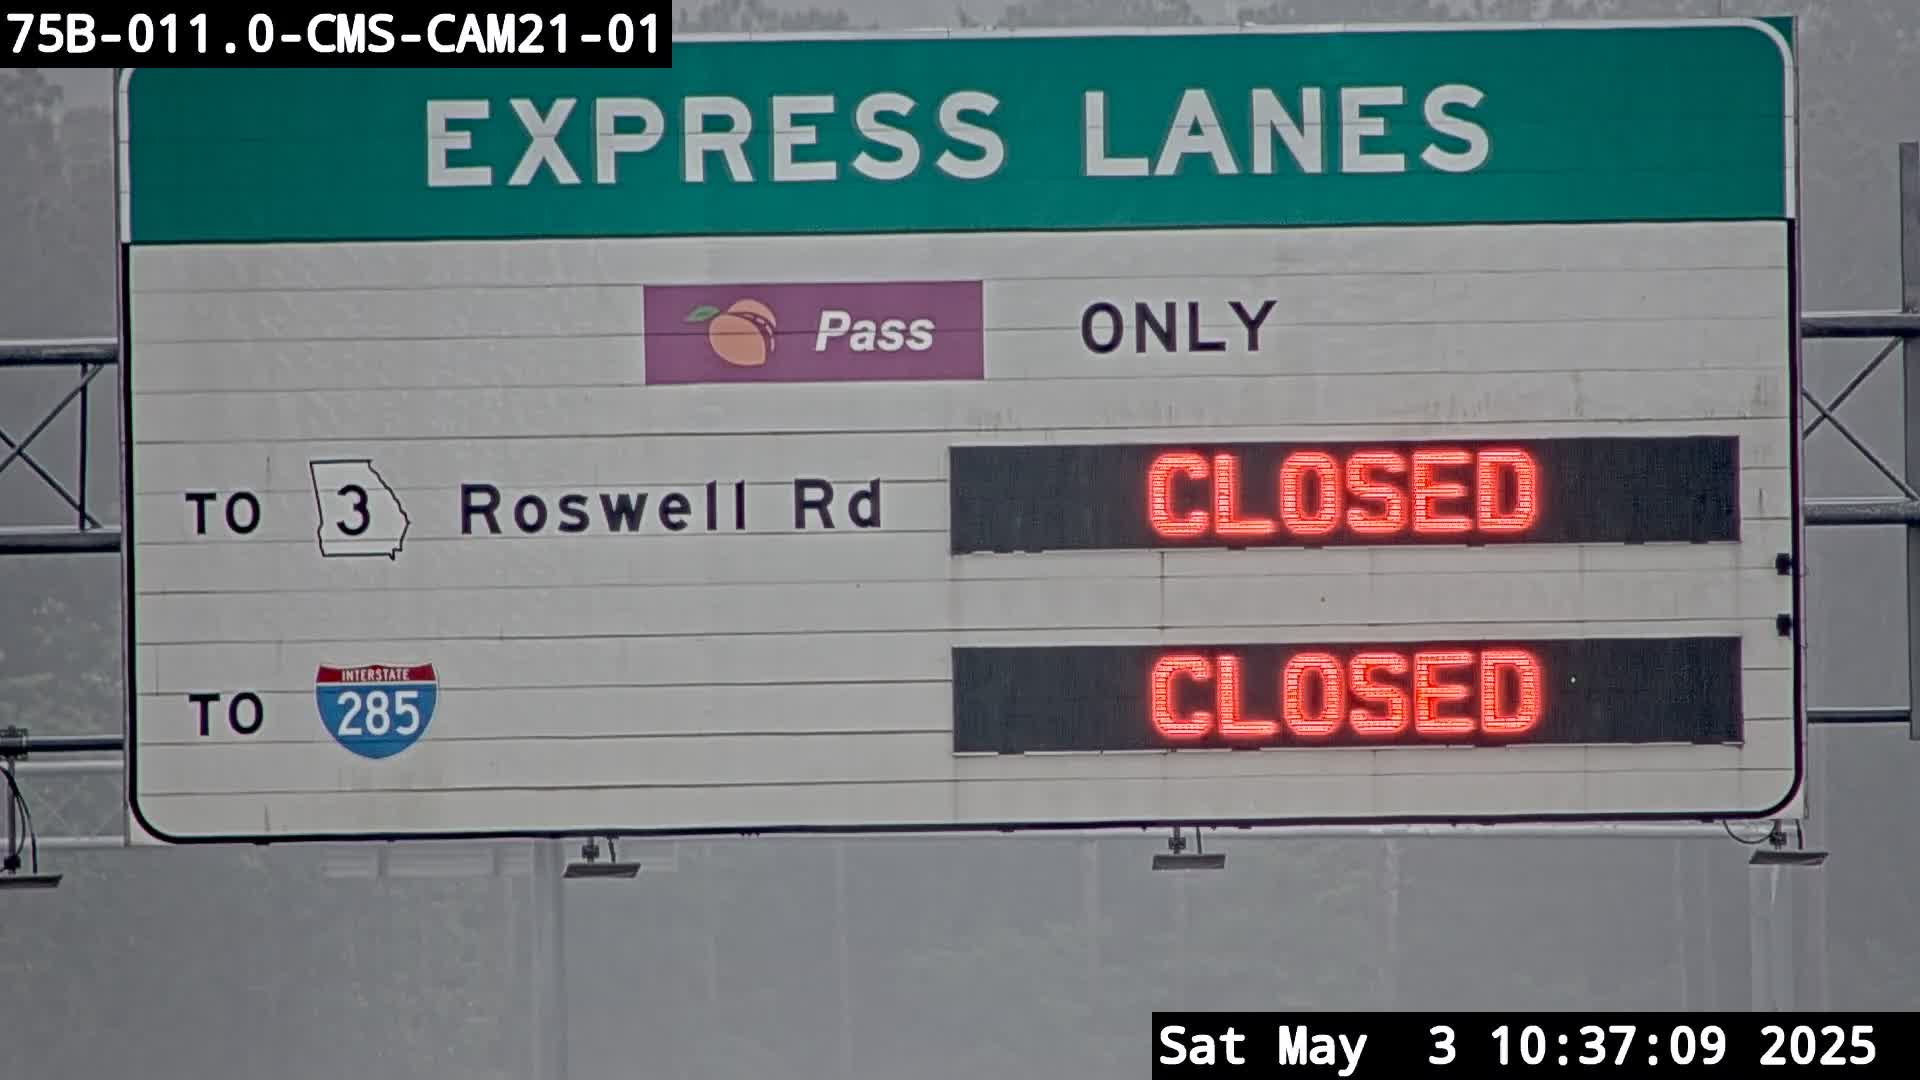 75B-011.0-CMS-CAM21-01
EXPRESS LANES
Pass ONLY
TO 3 Roswell Rd CLOSED
TO INTERSTATE 285 CLOSED
Sat May 3 10:37:09 2025